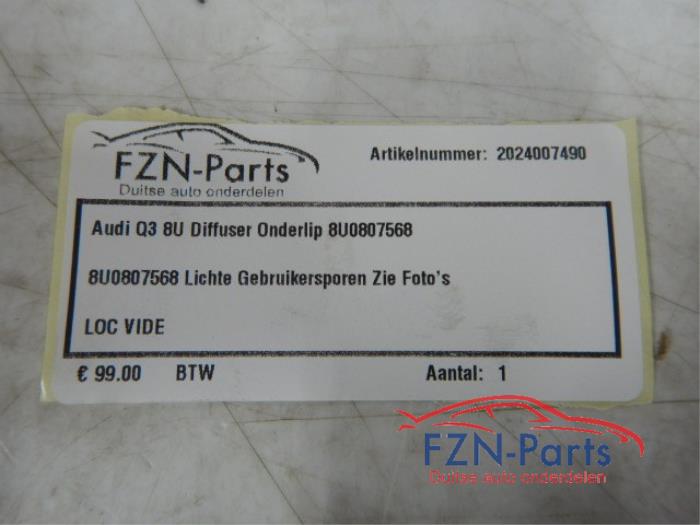 FZN-Parts
Duitse auto onderdelen
Artikelnummer: 2024007490
Audi Q3 8U Diffuser Onderlip 8U0807568
8U0807568 Lichte Gebruikersporen Zie Foto's
LOC VIDE
€ 99.00 BTW Aantal: 1
FZN-Parts
Duitse auto onderdelen